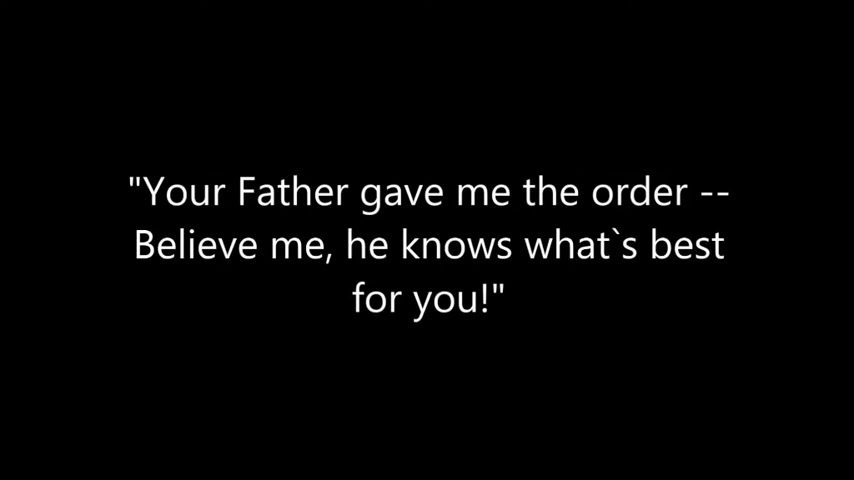 "Your Father gave me the order --
Believe me, he knows what`s best
for you!"